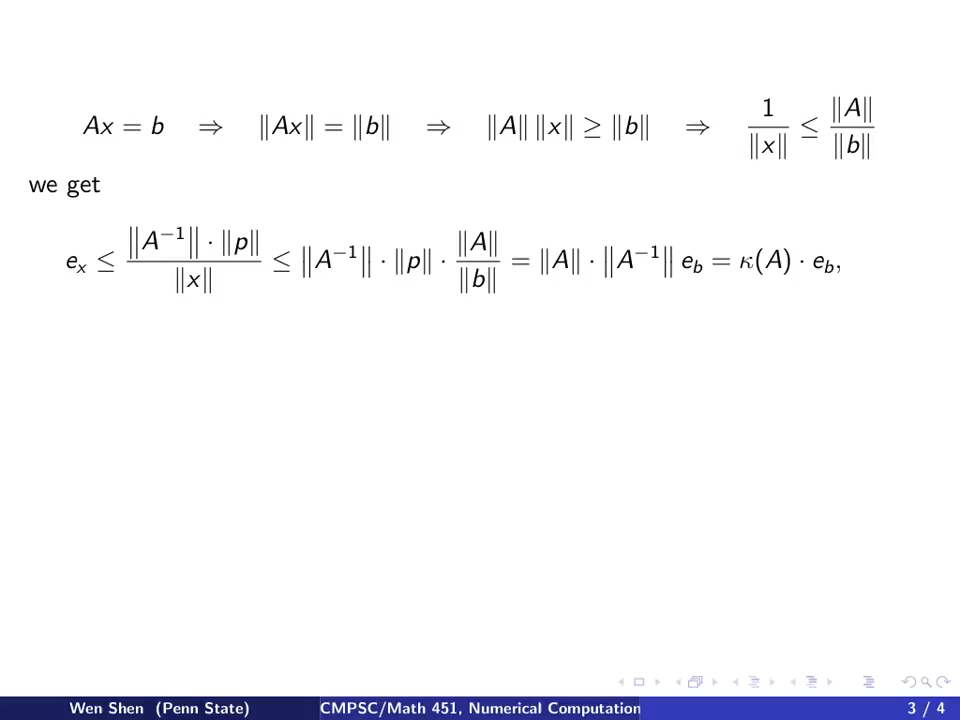 Ax = b ⇒ ‖Ax‖ = ‖b‖ ⇒ ‖A‖ ‖x‖ ≥ ‖b‖ ⇒ 1/‖x‖ ≤ ‖A‖/‖b‖
we get
eₓ ≤ ‖A⁻¹‖ · ‖p‖ / ‖x‖ ≤ ‖A⁻¹‖ · ‖p‖ · ‖A‖/‖b‖ = ‖A‖ · ‖A⁻¹‖ e_b = κ(A) · e_b,
Wen Shen (Penn State) CMPSC/Math 451, Numerical Computation 3 / 4